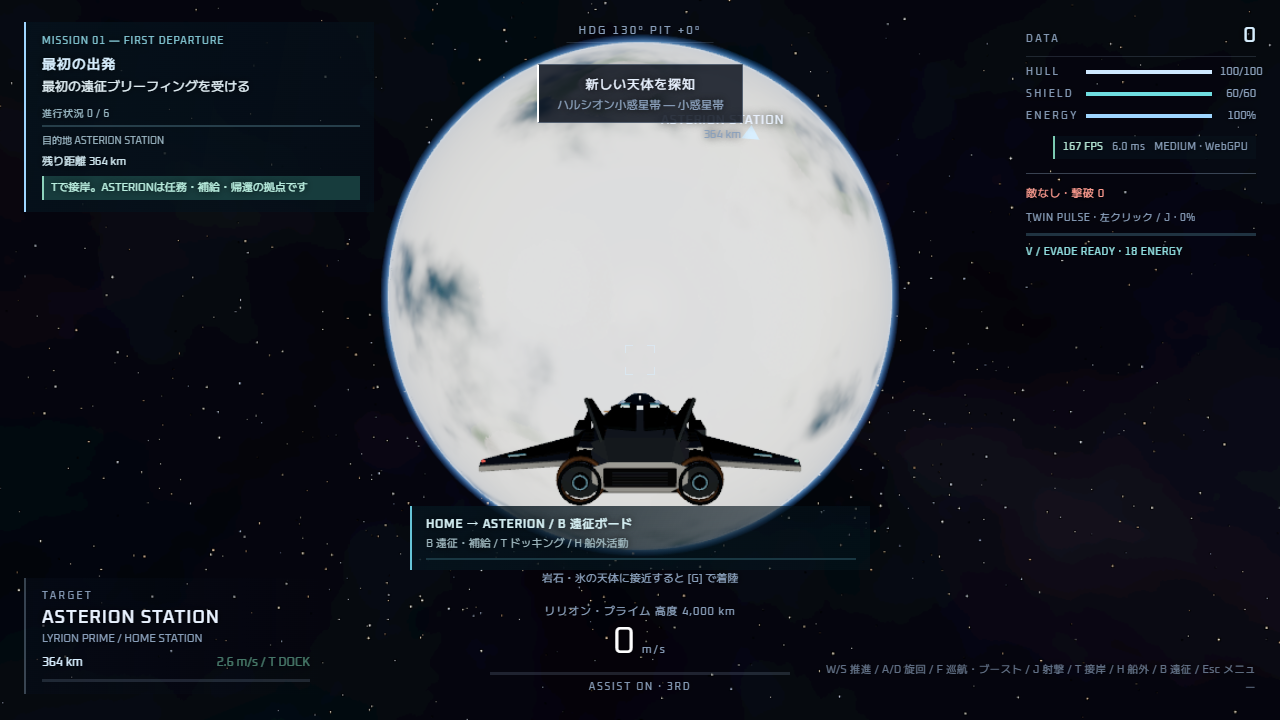 MISSION 01 — FIRST DEPARTURE
最初の出発
最初の遠征ブリーフィングを受ける
進行状況 0 / 6
目的地 ASTERION STATION
残り距離 364 km
Tで接岸。ASTERIONは任務・補給・帰還の拠点です
HDG 130° PIT +0°
新しい天体を探知
ハルシオン小惑星帯 — 小惑星帯
ASTERION STATION
364 km
DATA 0
HULL 100/100
SHIELD 60/60
ENERGY 100%
167 FPS 6.0 ms MEDIUM · WebGPU
敵なし · 撃破 0
TWIN PULSE · 左クリック / J · 0%
V / EVADE READY · 18 ENERGY
HOME → ASTERION / B 遠征ボード
B 遠征・補給 / T ドッキング / H 船外活動
岩石・氷の天体に接近すると [G] で着陸
リリオン・プライム 高度 4,000 km
0 m/s
ASSIST ON · 3RD
TARGET
ASTERION STATION
LYRION PRIME / HOME STATION
364 km 2.6 m/s / T DOCK
W/S 推進 / A/D 旋回 / F 巡航・ブースト / J 射撃 / T 接岸 / H 船外 / B 遠征 / Esc メニュ
ー